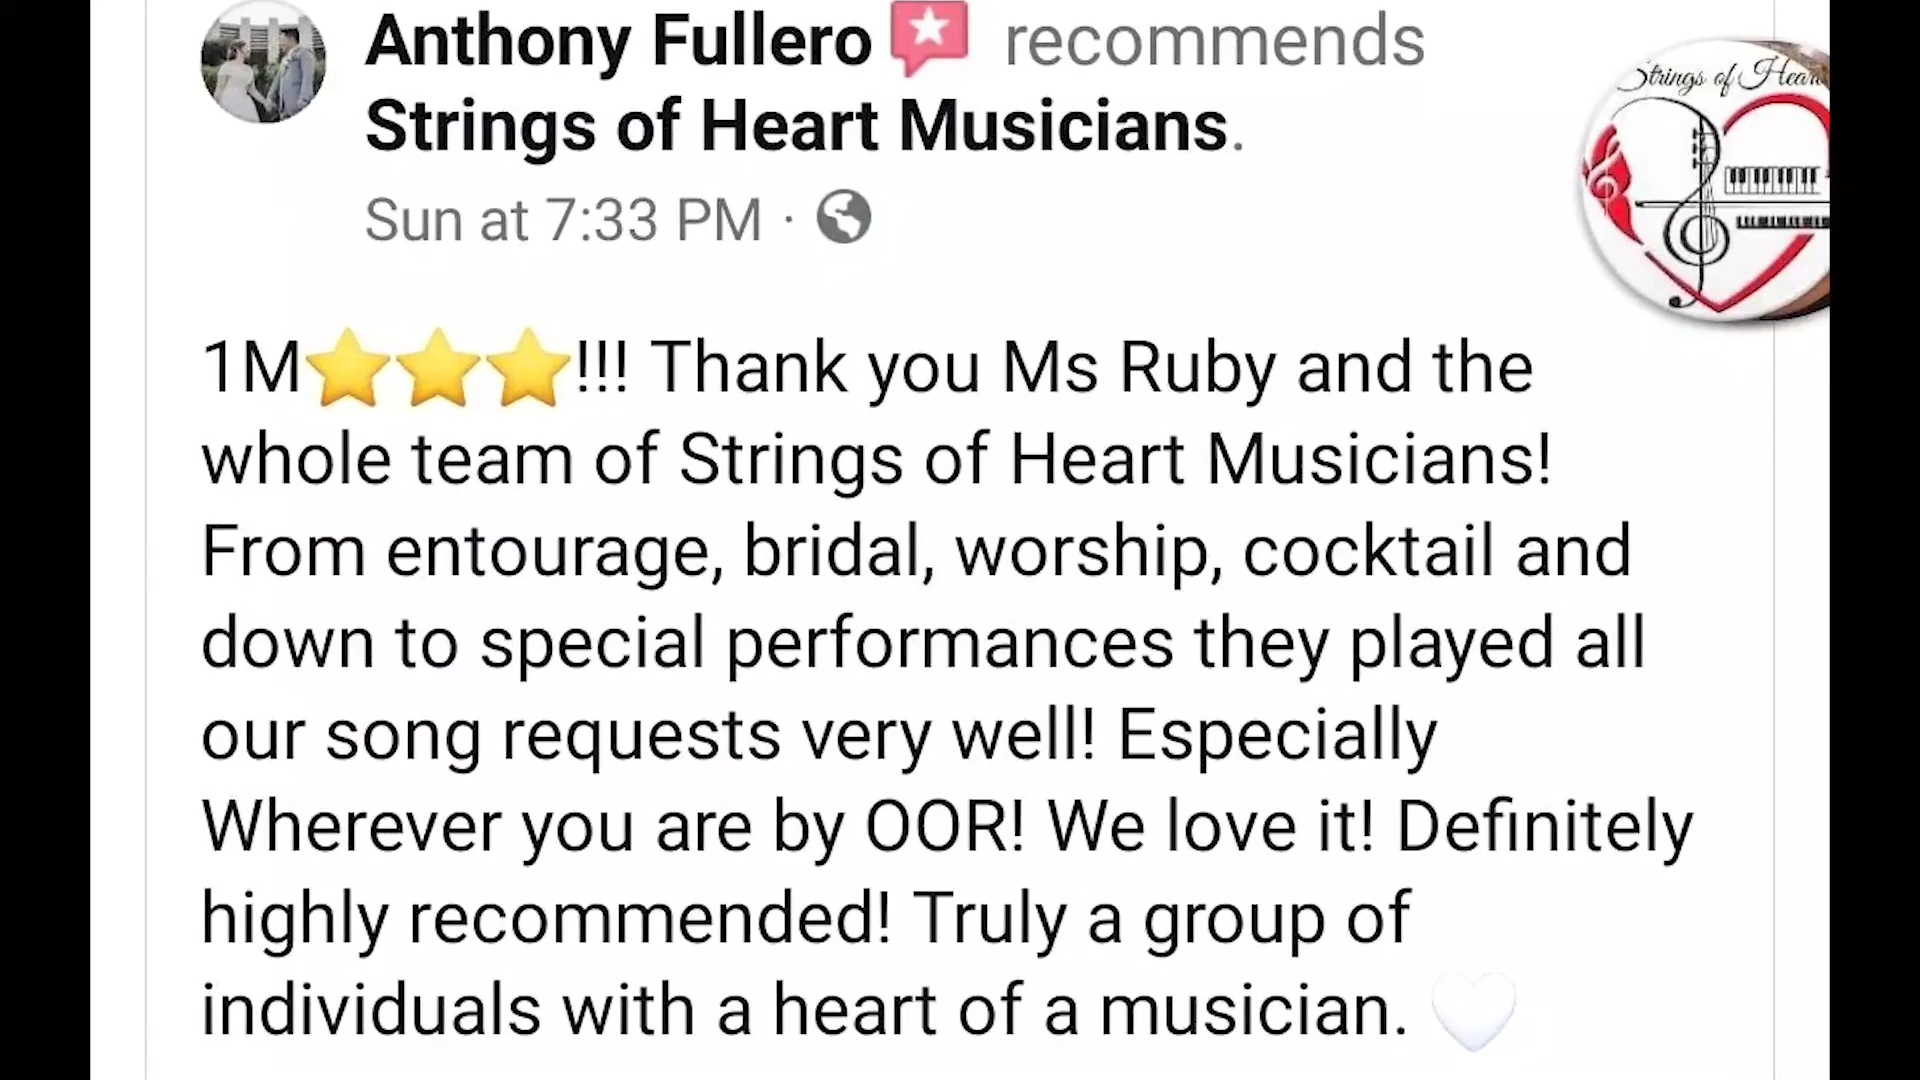 Anthony Fullero recommends
Strings of Heart Musicians.
Sun at 7:33 PM ·
Strings of Hear
1M⭐⭐⭐!!! Thank you Ms Ruby and the
whole team of Strings of Heart Musicians!
From entourage, bridal, worship, cocktail and
down to special performances they played all
our song requests very well! Especially
Wherever you are by OOR! We love it! Definitely
highly recommended! Truly a group of
individuals with a heart of a musician. 🤍